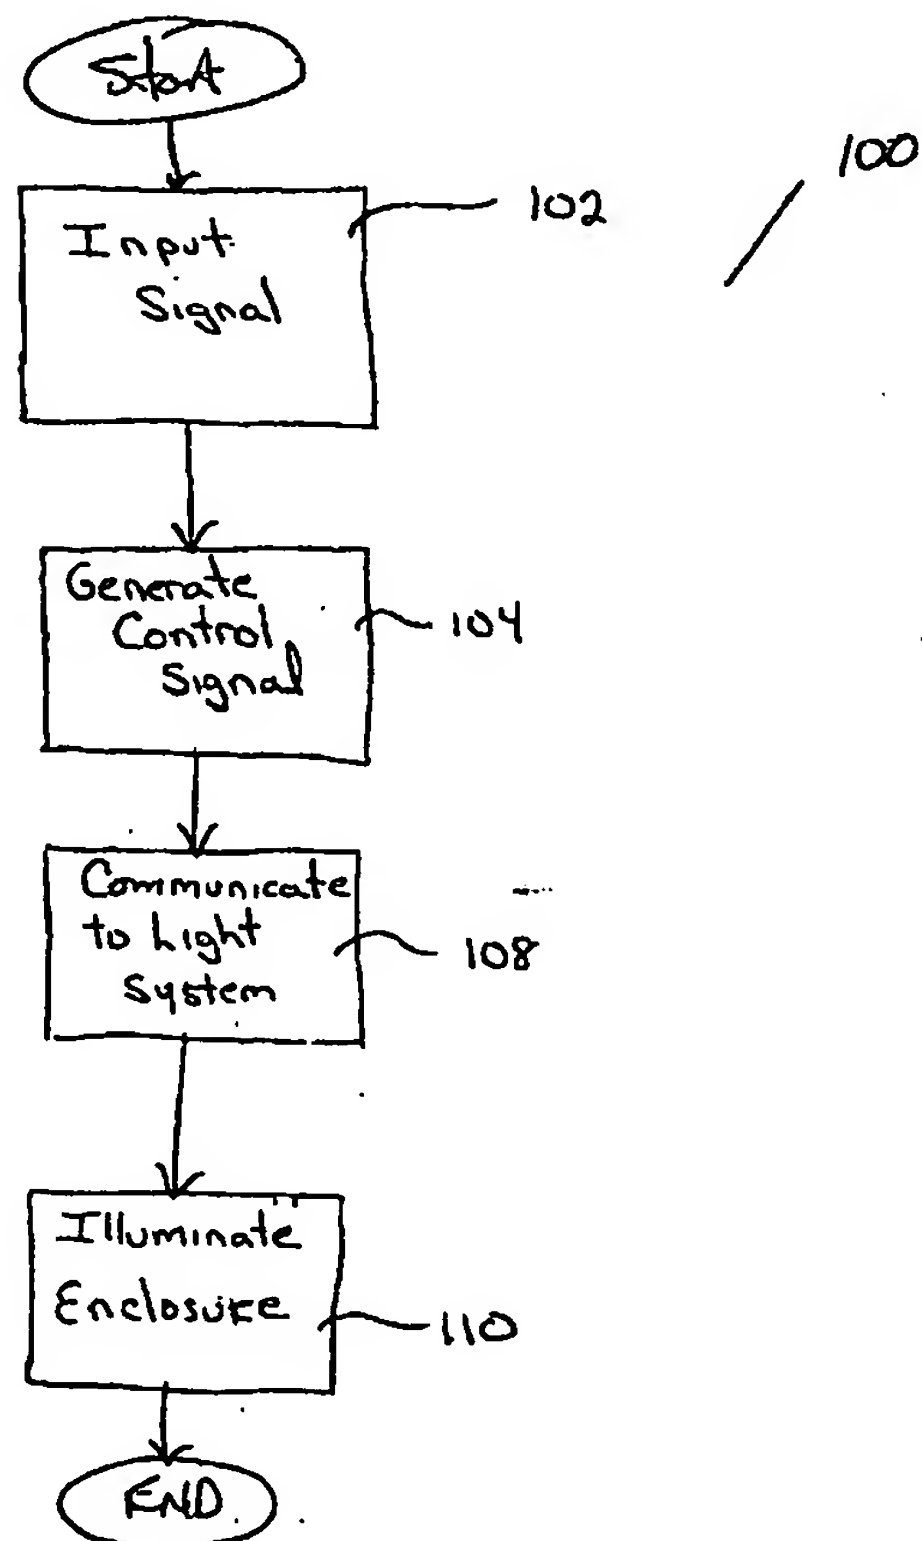 Start
100
102
Input
Signal
Generate
Control
Signal
104
Communicate
to Light
System
108
Illuminate
Enclosure
110
END